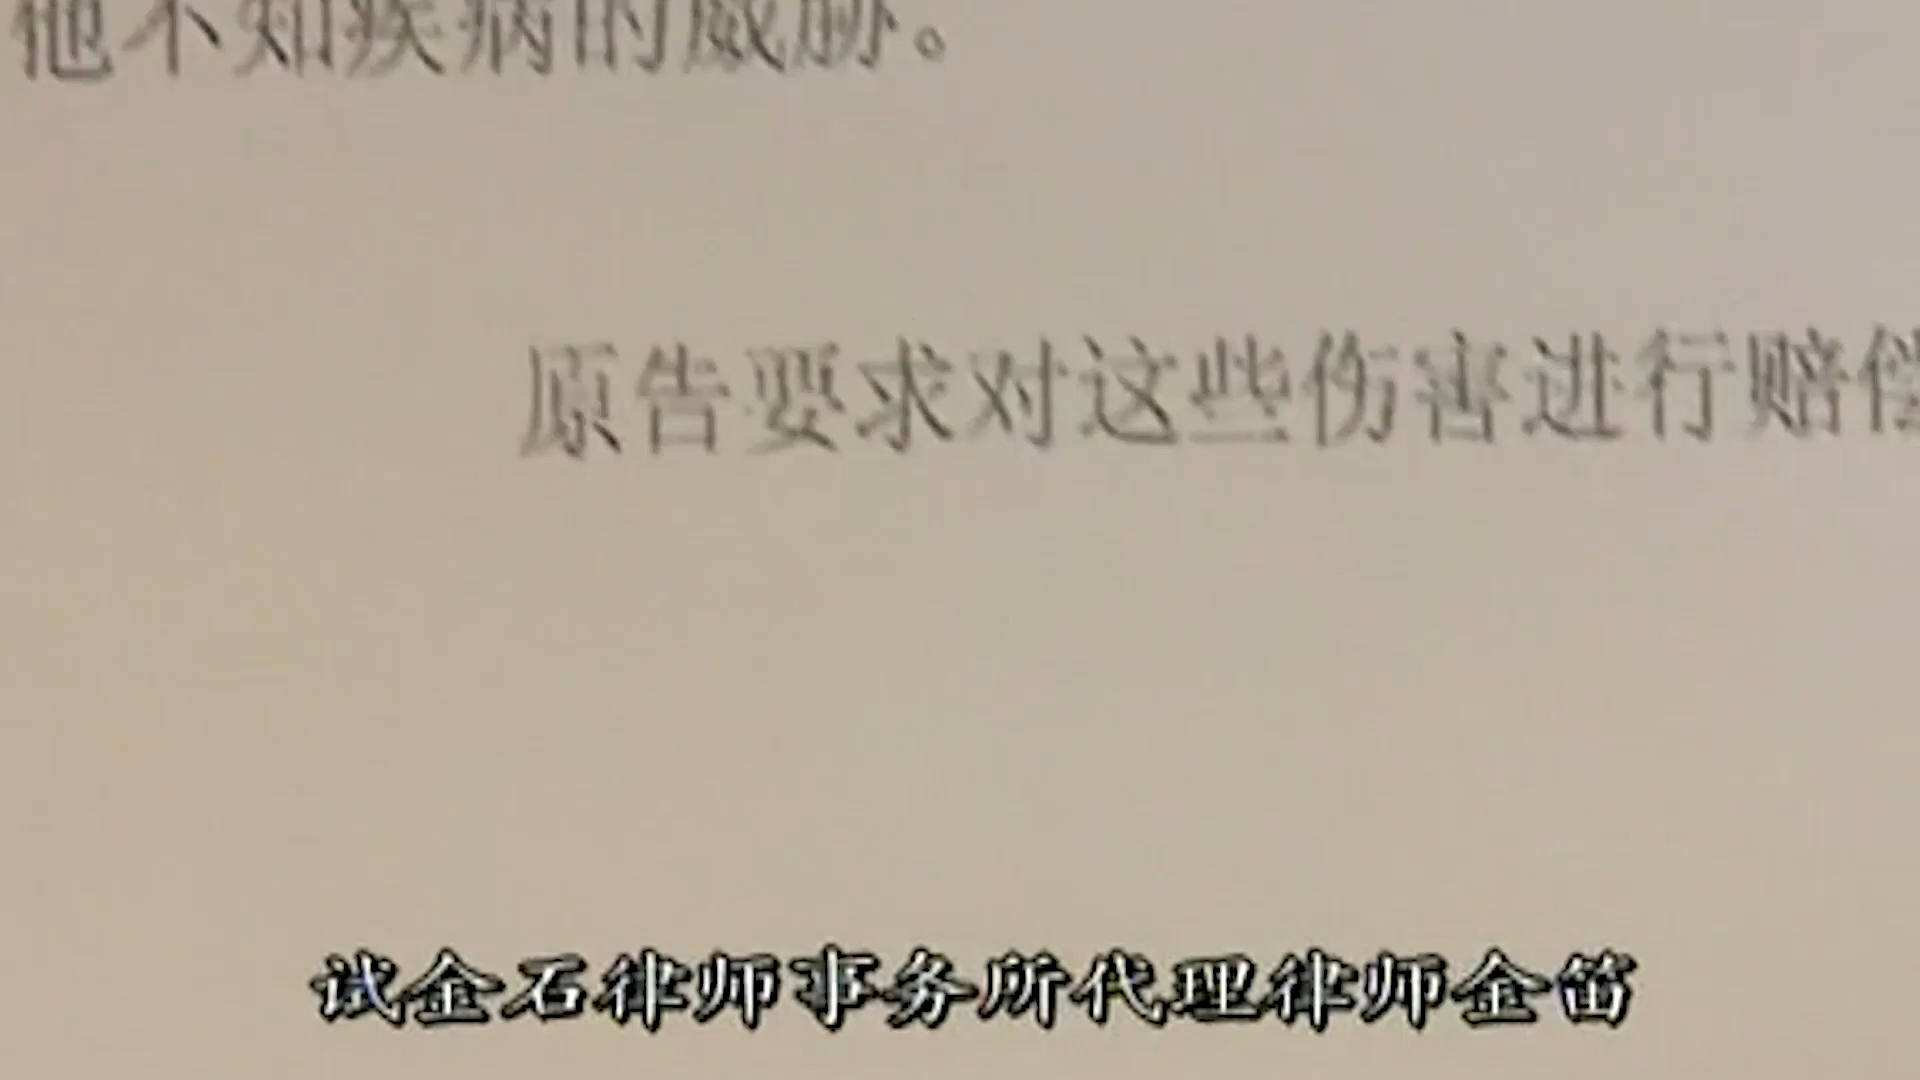 他不知疾病的威胁。
原告要求对这些伤害进行赔偿
试金石律师事务所代理律师金笛